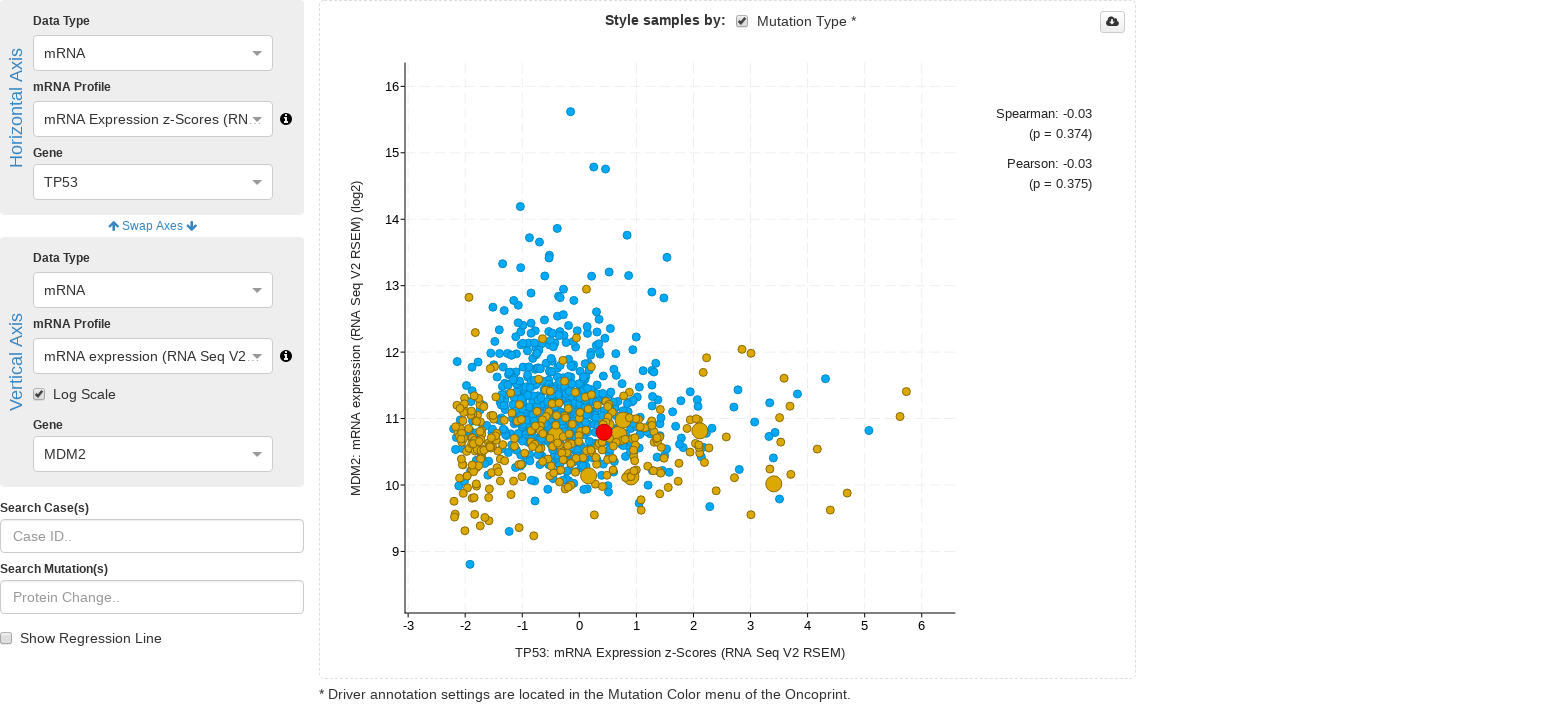 Horizontal Axis
Data Type
mRNA
mRNA Profile
mRNA Expression z-Scores (RN...
Gene
TP53
Swap Axes
Vertical Axis
Data Type
mRNA
mRNA Profile
mRNA expression (RNA Seq V2...
Log Scale
Gene
MDM2
Search Case(s)
Case ID..
Search Mutation(s)
Protein Change..
Show Regression Line
Style samples by: Mutation Type *
MDM2: mRNA expression (RNA Seq V2 RSEM) (log2)
16
15
14
13
12
11
10
9
-3 -2 -1 0 1 2 3 4 5 6
TP53: mRNA Expression z-Scores (RNA Seq V2 RSEM)
Spearman: -0.03
(p = 0.374)
Pearson: -0.03
(p = 0.375)
* Driver annotation settings are located in the Mutation Color menu of the Oncoprint.